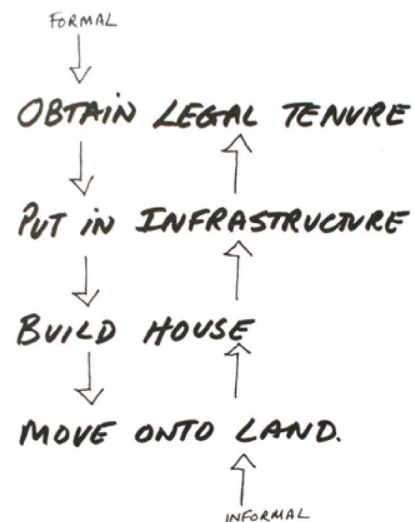 FORMAL
OBTAIN LEGAL TENURE
PUT IN INFRASTRUCTURE
BUILD HOUSE
MOVE ONTO LAND.
INFORMAL